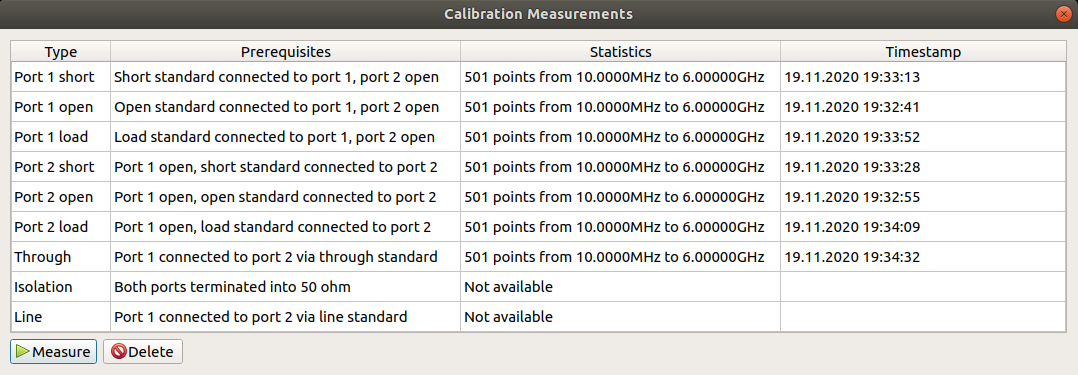 Calibration Measurements
Type Prerequisites Statistics Timestamp
Port 1 short Short standard connected to port 1, port 2 open 501 points from 10.0000MHz to 6.00000GHz 19.11.2020 19:33:13
Port 1 open Open standard connected to port 1, port 2 open 501 points from 10.0000MHz to 6.00000GHz 19.11.2020 19:32:41
Port 1 load Load standard connected to port 1, port 2 open 501 points from 10.0000MHz to 6.00000GHz 19.11.2020 19:33:52
Port 2 short Port 1 open, short standard connected to port 2 501 points from 10.0000MHz to 6.00000GHz 19.11.2020 19:33:28
Port 2 open Port 1 open, open standard connected to port 2 501 points from 10.0000MHz to 6.00000GHz 19.11.2020 19:32:55
Port 2 load Port 1 open, load standard connected to port 2 501 points from 10.0000MHz to 6.00000GHz 19.11.2020 19:34:09
Through Port 1 connected to port 2 via through standard 501 points from 10.0000MHz to 6.00000GHz 19.11.2020 19:34:32
Isolation Both ports terminated into 50 ohm Not available
Line Port 1 connected to port 2 via line standard Not available
Measure Delete